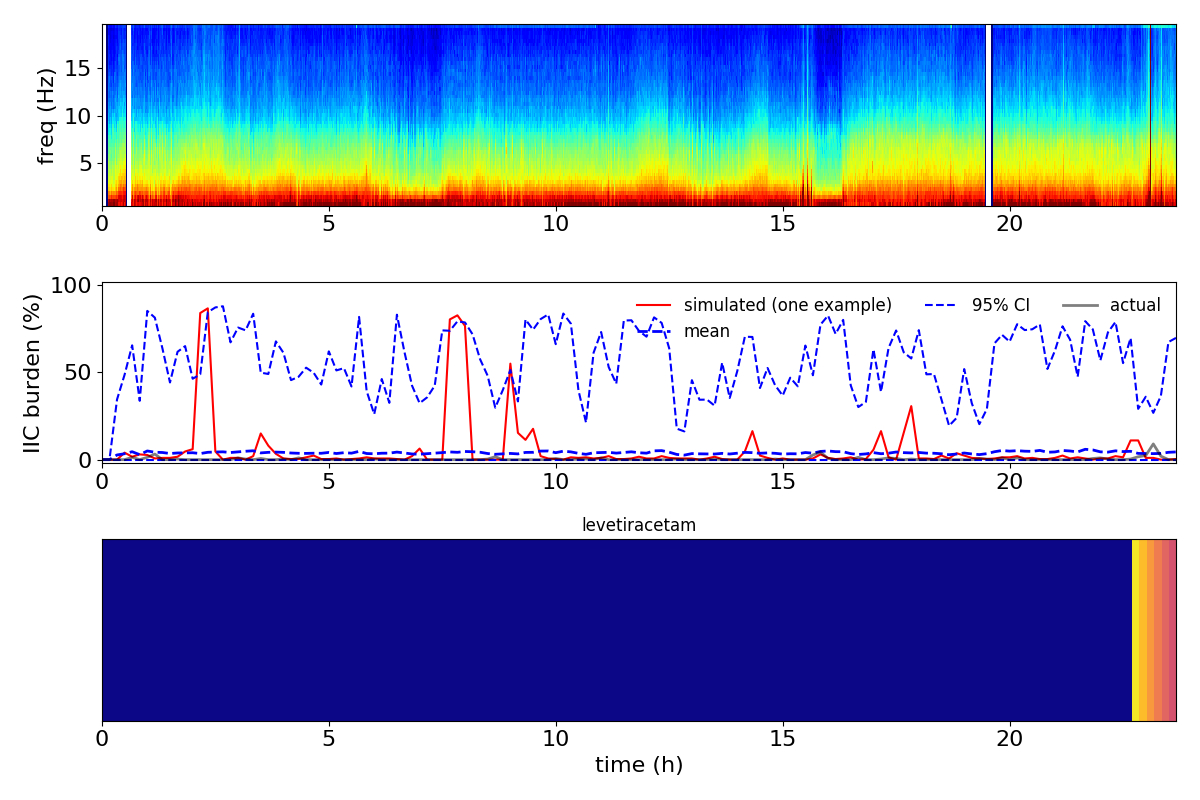 freq (Hz)
15
10
5
0 5 10 15 20
IIC burden (%)
100
50
0
simulated (one example)
mean
95% CI
actual
0 5 10 15 20
levetiracetam
0 5 10 15 20
time (h)